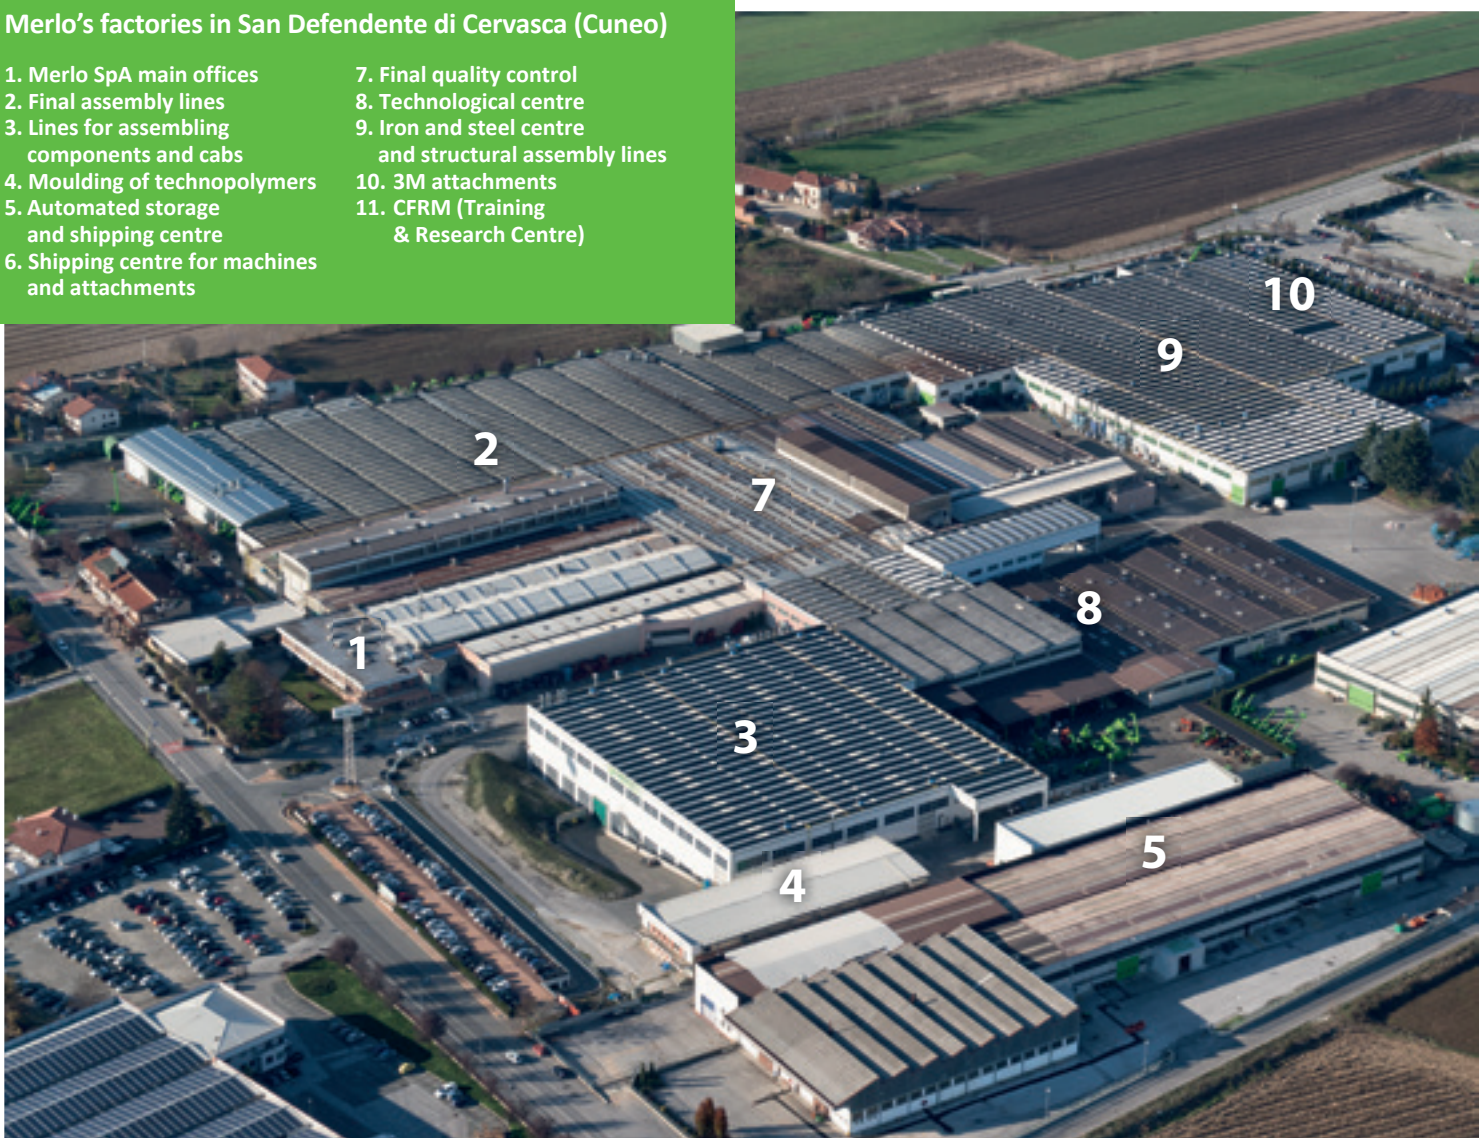 Merlo's factories in San Defendente di Cervasca (Cuneo)
1. Merlo SpA main offices
2. Final assembly lines
3. Lines for assembling
components and cabs
4. Moulding of technopolymers
5. Automated storage
and shipping centre
6. Shipping centre for machines
and attachments
7. Final quality control
8. Technological centre
9. Iron and steel centre
and structural assembly lines
10. 3M attachments
11. CFRM (Training
& Research Centre)
10
9
2
7
8
1
3
5
4